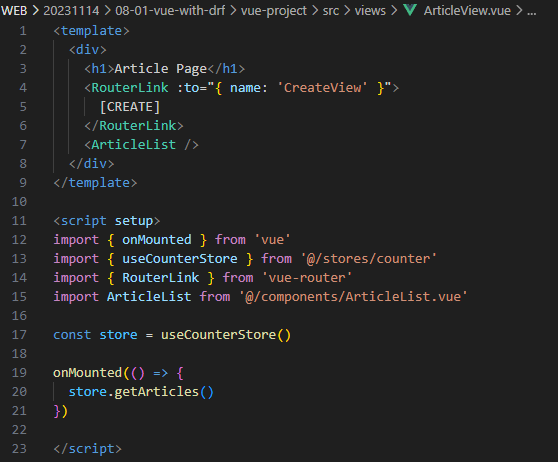 WEB > 20231114 > 08-01-vue-with-drf > vue-project > src > views > ArticleView.vue > ...
1 <template>
2   <div>
3     <h1>Article Page</h1>
4     <RouterLink :to="{ name: 'CreateView' }">
5       [CREATE]
6     </RouterLink>
7     <ArticleList />
8   </div>
9 </template>
10
11 <script setup>
12 import { onMounted } from 'vue'
13 import { useCounterStore } from '@/stores/counter'
14 import { RouterLink } from 'vue-router'
15 import ArticleList from '@/components/ArticleList.vue'
16
17 const store = useCounterStore()
18
19 onMounted(() => {
20   store.getArticles()
21 })
22
23 </script>